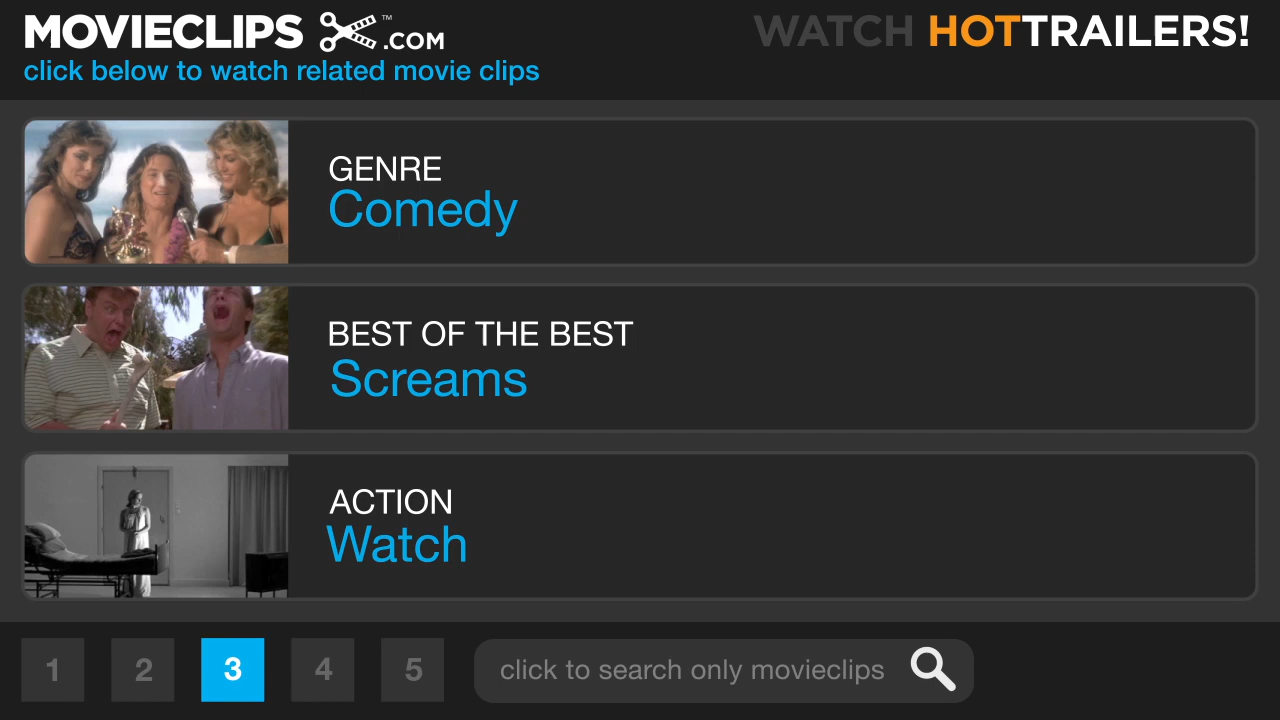 MOVIECLIPS ™ .COM
WATCH HOTTRAILERS!
click below to watch related movie clips
GENRE
Comedy
BEST OF THE BEST
Screams
ACTION
Watch
1 2 3 4 5 click to search only movieclips